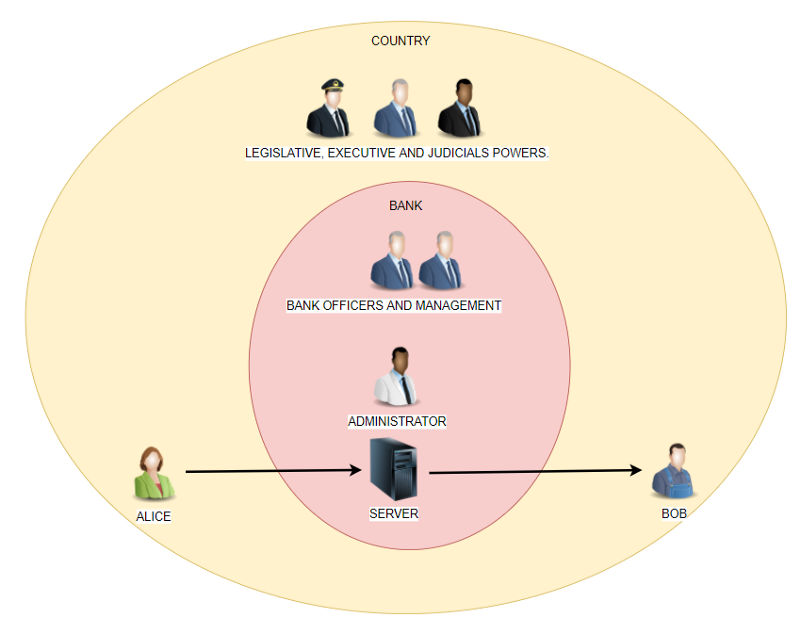 COUNTRY
LEGISLATIVE, EXECUTIVE AND JUDICIALS POWERS.
BANK
BANK OFFICERS AND MANAGEMENT
ADMINISTRATOR
SERVER
ALICE
BOB